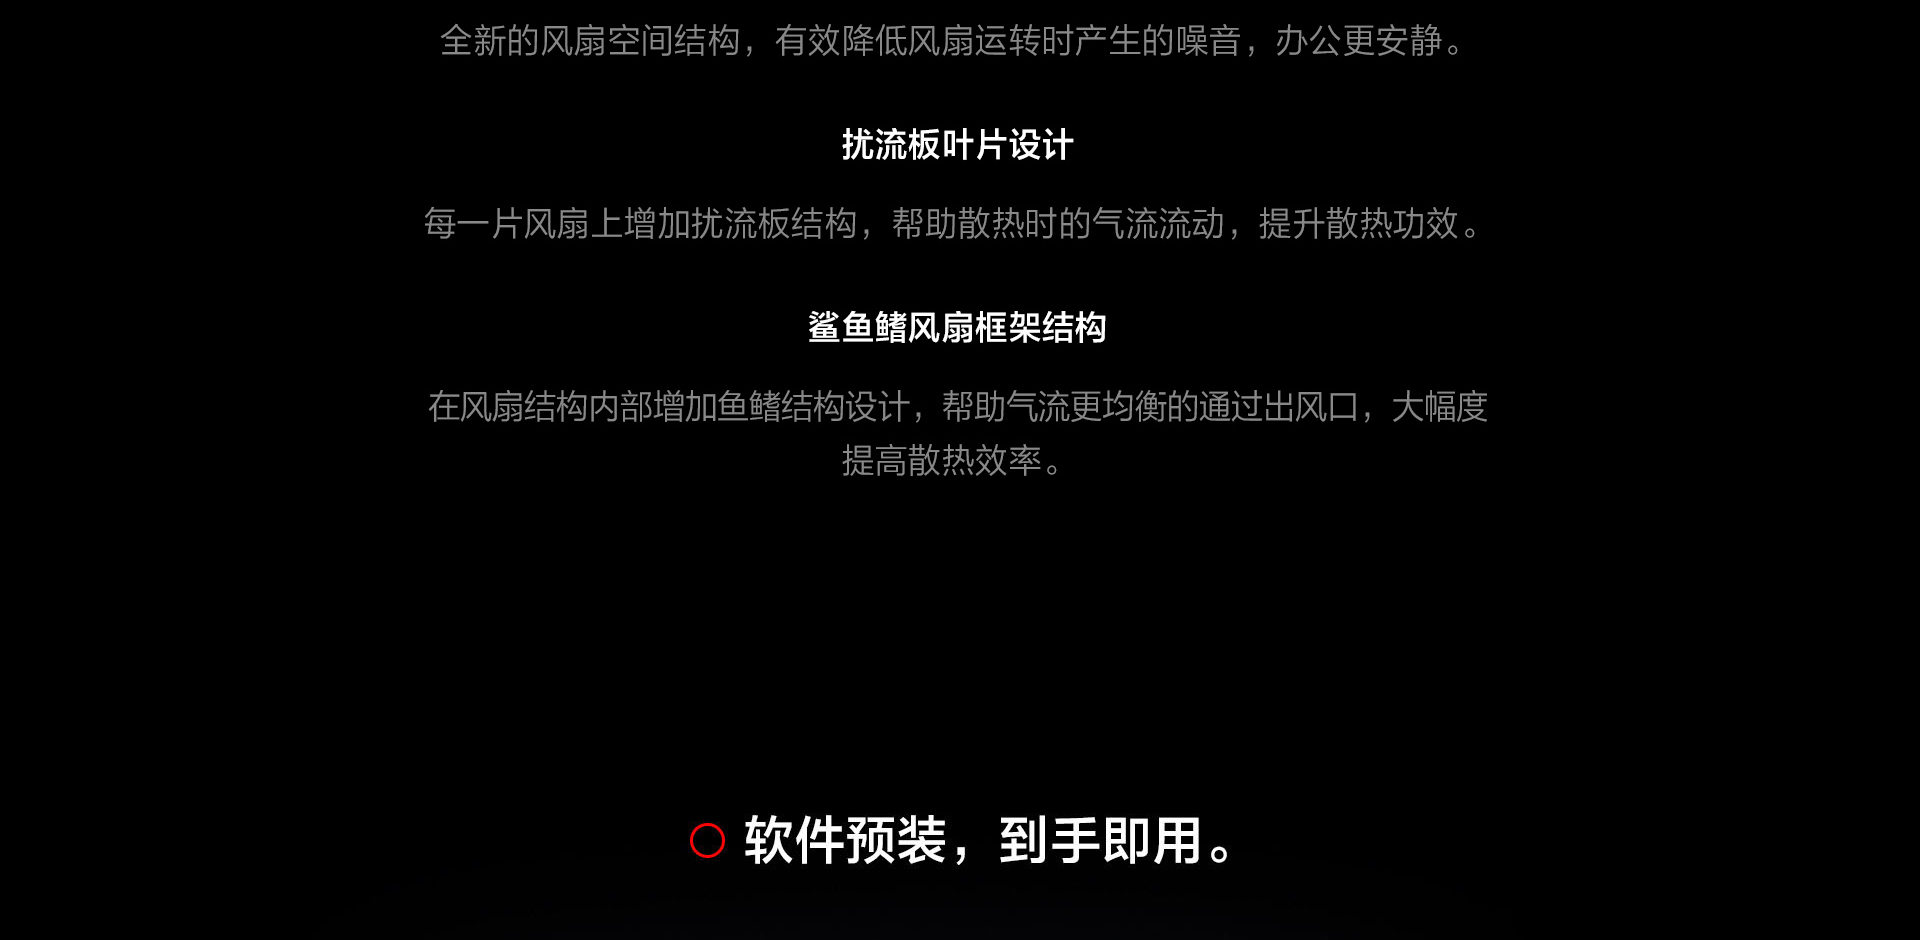 全新的风扇空间结构，有效降低风扇运转时产生的噪音，办公更安静。
扰流板叶片设计
每一片风扇上增加扰流板结构，帮助散热时的气流流动，提升散热功效。
鲨鱼鳍风扇框架结构
在风扇结构内部增加鱼鳍结构设计，帮助气流更均衡的通过出风口，大幅度
提高散热效率。
软件预装，到手即用。